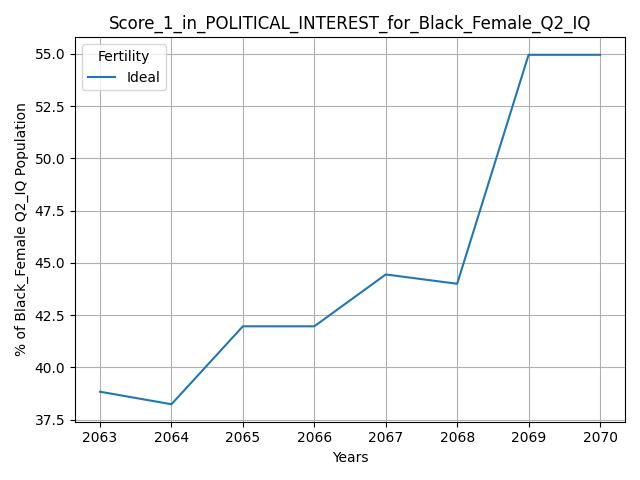 Score_1_in_POLITICAL_INTEREST_for_Black_Female_Q2_IQ
Fertility
Ideal
% of Black_Female Q2_IQ Population
55.0
52.5
50.0
47.5
45.0
42.5
40.0
37.5
2063 2064 2065 2066 2067 2068 2069 2070
Years